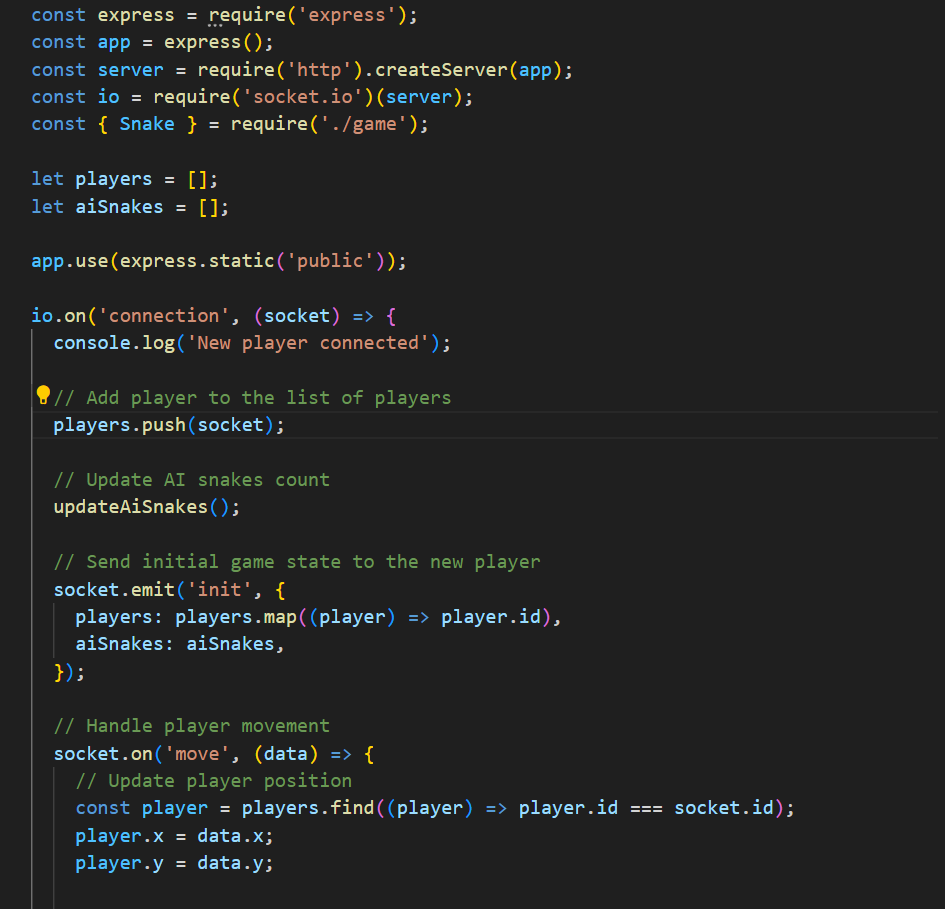 const express = require('express');
const app = express();
const server = require('http').createServer(app);
const io = require('socket.io')(server);
const { Snake } = require('./game');
let players = [];
let aiSnakes = [];
app.use(express.static('public'));
io.on('connection', (socket) => {
console.log('New player connected');
// Add player to the list of players
players.push(socket);
// Update AI snakes count
updateAiSnakes();
// Send initial game state to the new player
socket.emit('init', {
players: players.map((player) => player.id),
aiSnakes: aiSnakes,
});
// Handle player movement
socket.on('move', (data) => {
// Update player position
const player = players.find((player) => player.id === socket.id);
player.x = data.x;
player.y = data.y;